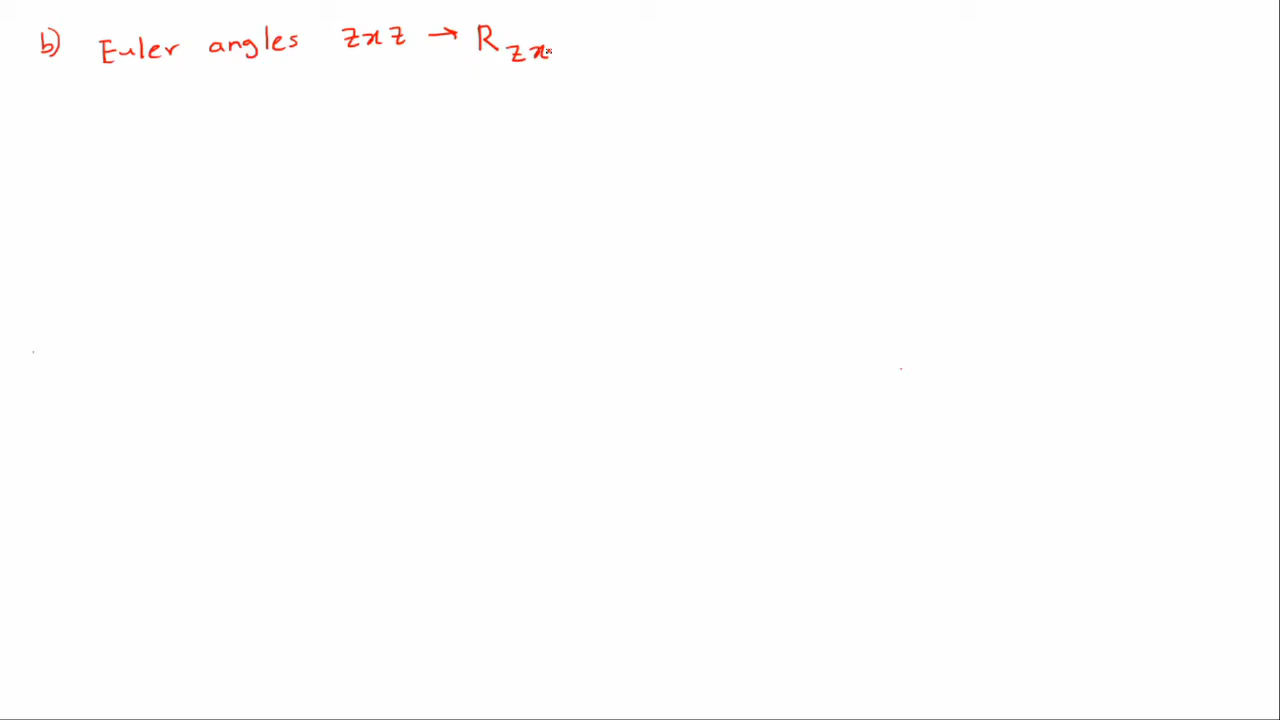 b) Euler angles zxz → R zx